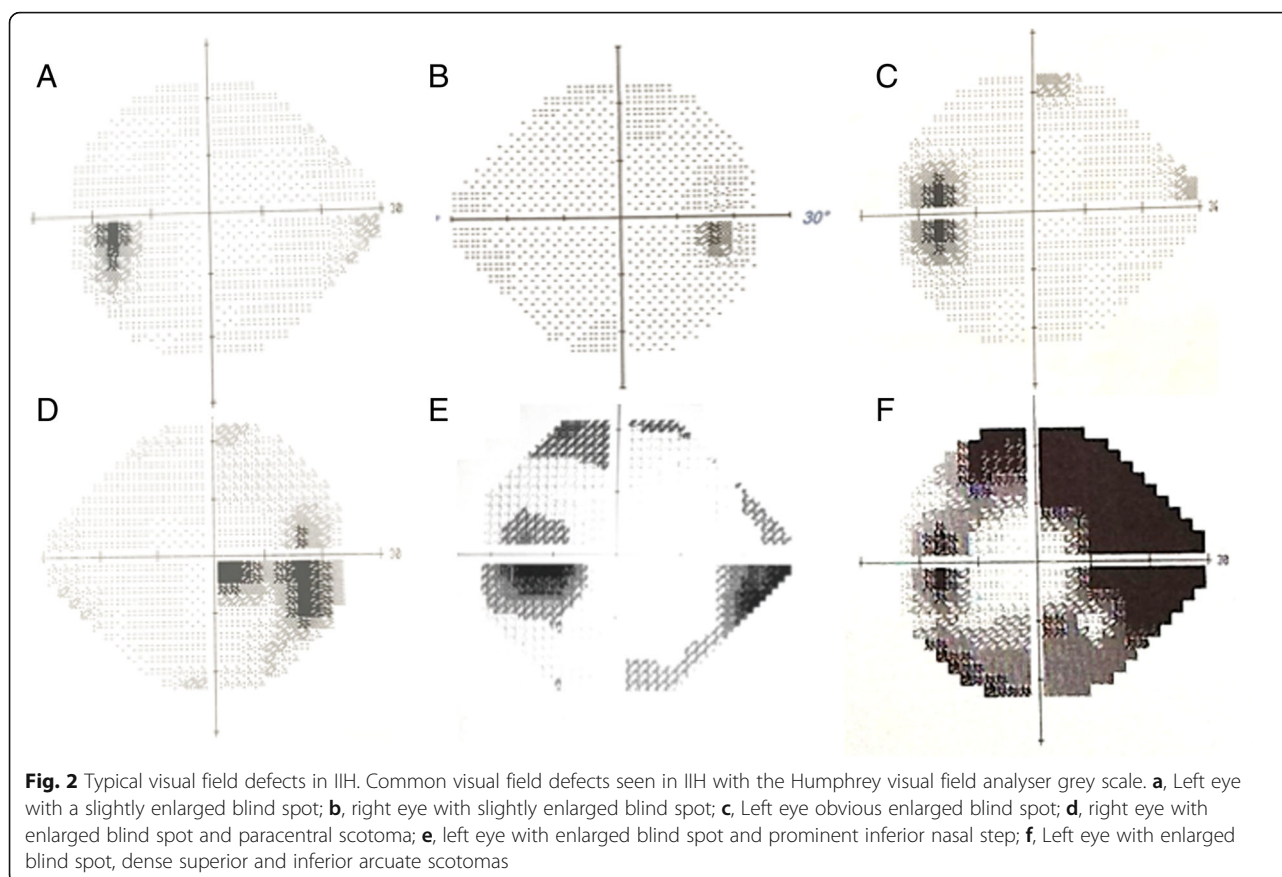 A
B
C
30
30°
D
E
F
30
30
Fig. 2 Typical visual field defects in IIH. Common visual field defects seen in IIH with the Humphrey visual field analyser grey scale. a, Left eye
with a slightly enlarged blind spot; b, right eye with slightly enlarged blind spot; c, Left eye obvious enlarged blind spot; d, right eye with
enlarged blind spot and paracentral scotoma; e, left eye with enlarged blind spot and prominent inferior nasal step; f, Left eye with enlarged
blind spot, dense superior and inferior arcuate scotomas